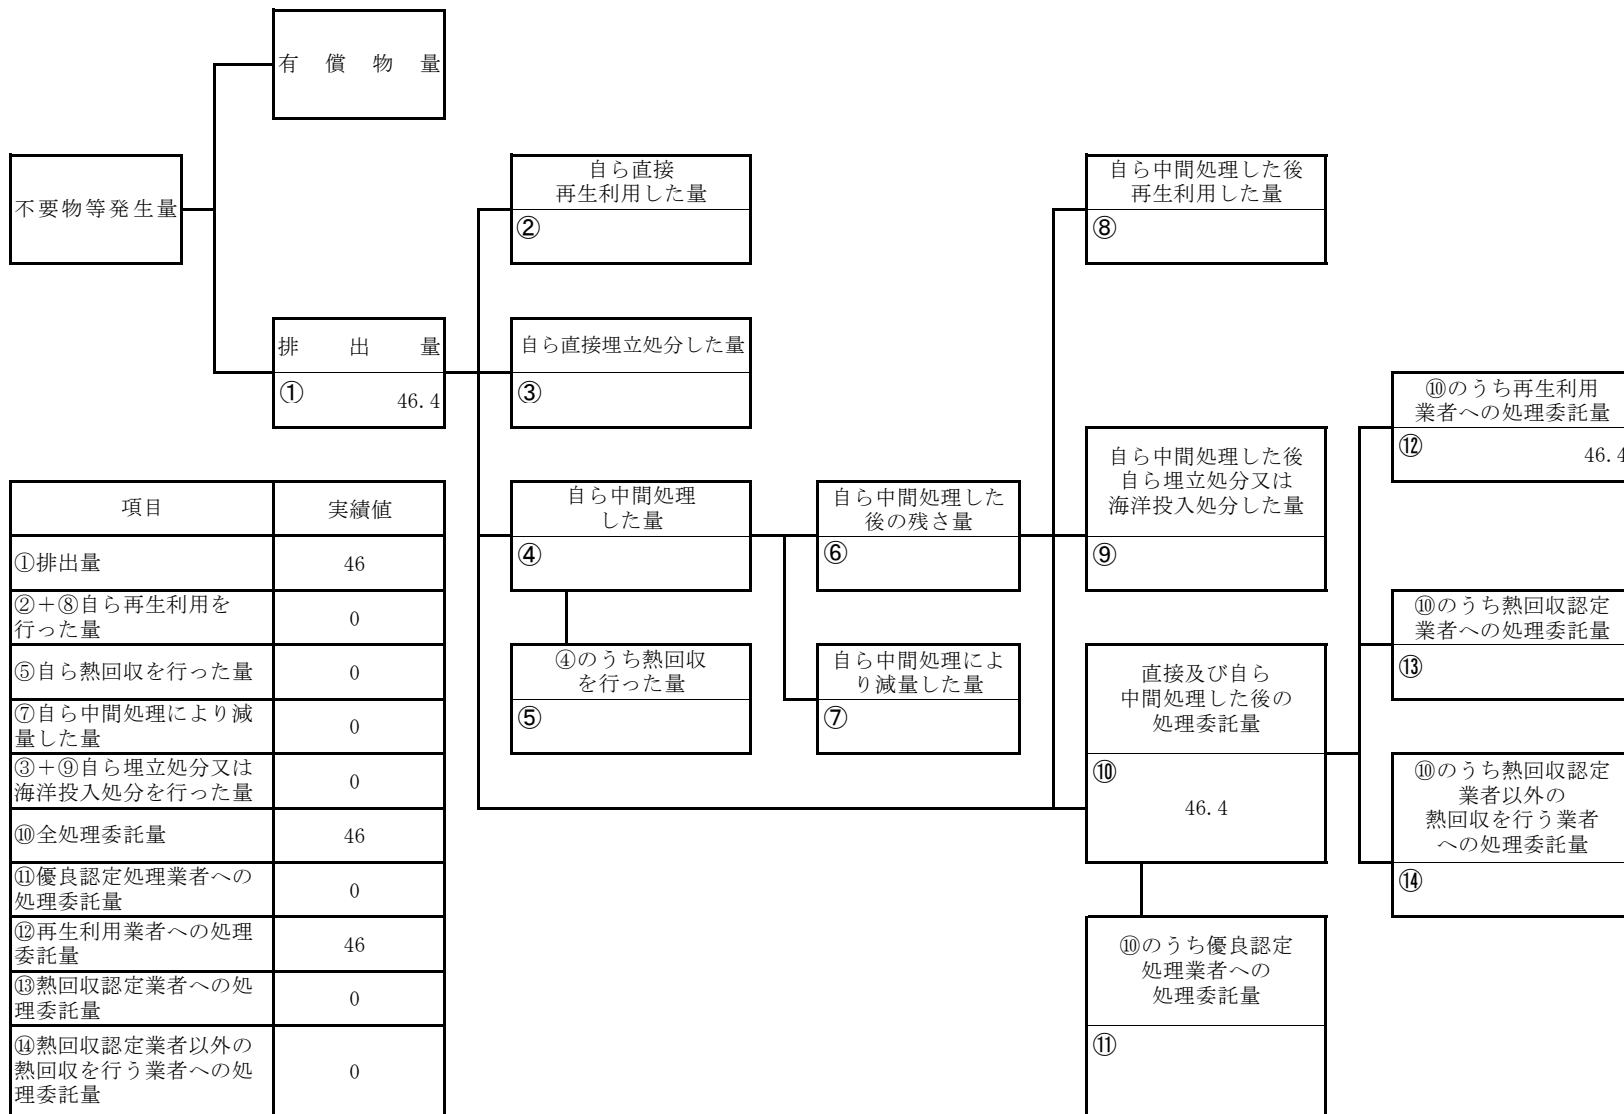 有償物量
不要物等発生量
自ら直接
再生利用した量
②
自ら中間処理した後
再生利用した量
⑧
排出量
①
46.4
自ら直接埋立処分した量
③
⑩のうち再生利用
業者への処理委託量
⑫
46.4
自ら中間処理した後
自ら埋立処分又は
海洋投入処分した量
⑨
自ら中間処理
した量
④
自ら中間処理した
後の残さ量
⑥
④のうち熱回収
を行った量
⑤
自ら中間処理によ
り減量した量
⑦
⑩のうち熱回収認定
業者への処理委託量
⑬
直接及び自ら
中間処理した後の
処理委託量
⑩
46.4
⑩のうち熱回収認定
業者以外の
熱回収を行う業者
への処理委託量
⑭
⑩のうち優良認定
処理業者への
処理委託量
⑪
項目 実績値
①排出量 46
②+⑧自ら再生利用を
行った量 0
⑤自ら熱回収を行った量 0
⑦自ら中間処理により減
量した量 0
③+⑨自ら埋立処分又は
海洋投入処分を行った量 0
⑩全処理委託量 46
⑪優良認定処理業者への
処理委託量 0
⑫再生利用業者への処理
委託量 46
⑬熱回収認定業者への処
理委託量 0
⑭熱回収認定業者以外の
熱回収を行う業者への処
理委託量 0